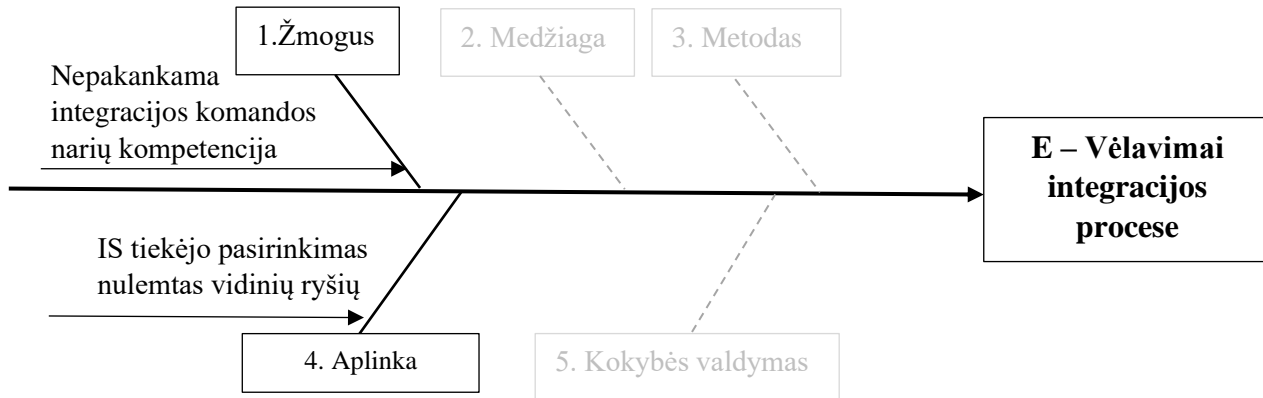 1.Žmogus
2. Medžiaga
3. Metodas
Nepakankama
integracijos komandos
narių kompetencija
E – Vėlavimai
integracijos
procese
IS tiekėjo pasirinkimas
nulemtas vidinių ryšių
4. Aplinka
5. Kokybės valdymas